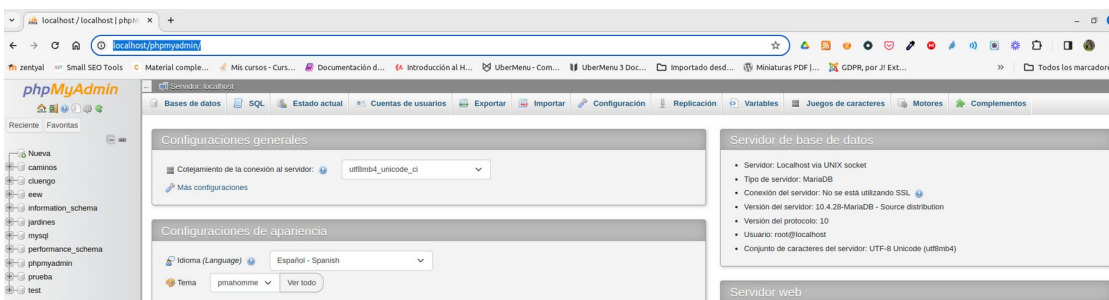 localhost / localhost | phpM
localhost/phpmyadmin/
zentyal
Small SEO Tools
Material comple...
Mis cursos - Curs...
Documentación d...
Introducción al H...
UberMenu - Com...
UberMenu 3 Doc...
Importado desd...
Miniaturas PDF |...
GDPR, por J! Ext...
»
Todos los marcadore
phpMyAdmin
Reciente Favoritas
Nueva
caminos
cluengo
eew
information_schema
jardines
mysql
performance_schema
phpmyadmin
prueba
test
Servidor: localhost
Bases de datos SQL Estado actual Cuentas de usuarios Exportar Importar Configuración Replicación Variables Juegos de caracteres Motores Complementos
Configuraciones generales
Cotejamiento de la conexión al servidor: utf8mb4_unicode_ci
Más configuraciones
Configuraciones de apariencia
Idioma (Language) Español - Spanish
Tema pmahomme Ver todo
Servidor de base de datos
• Servidor: Localhost via UNIX socket
• Tipo de servidor: MariaDB
• Conexión del servidor: No se está utilizando SSL
• Versión del servidor: 10.4.28-MariaDB - Source distribution
• Versión del protocolo: 10
• Usuario: root@localhost
• Conjunto de caracteres del servidor: UTF-8 Unicode (utf8mb4)
Servidor web